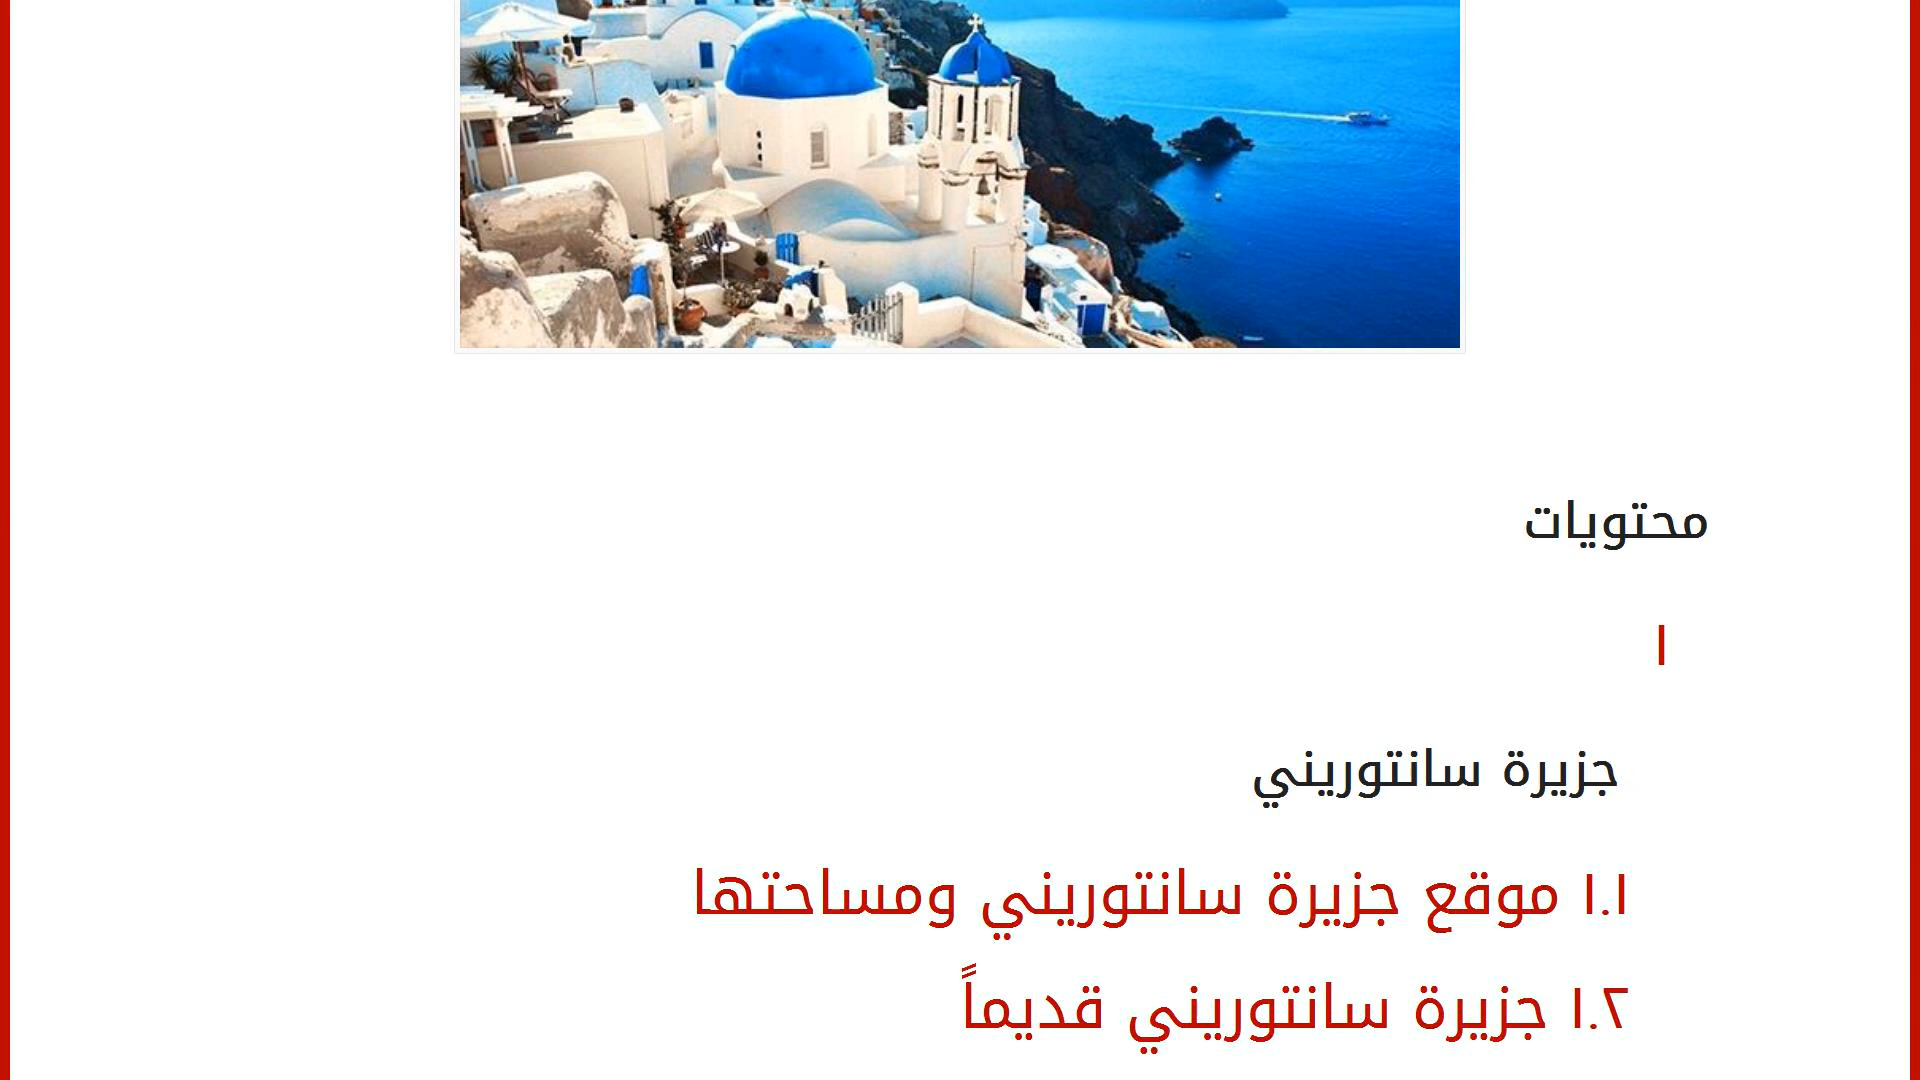 محتويات
١
جزيرة سانتوريني
١.١ موقع جزيرة سانتوريني ومساحتها
١.٢ جزيرة سانتوريني قديماً